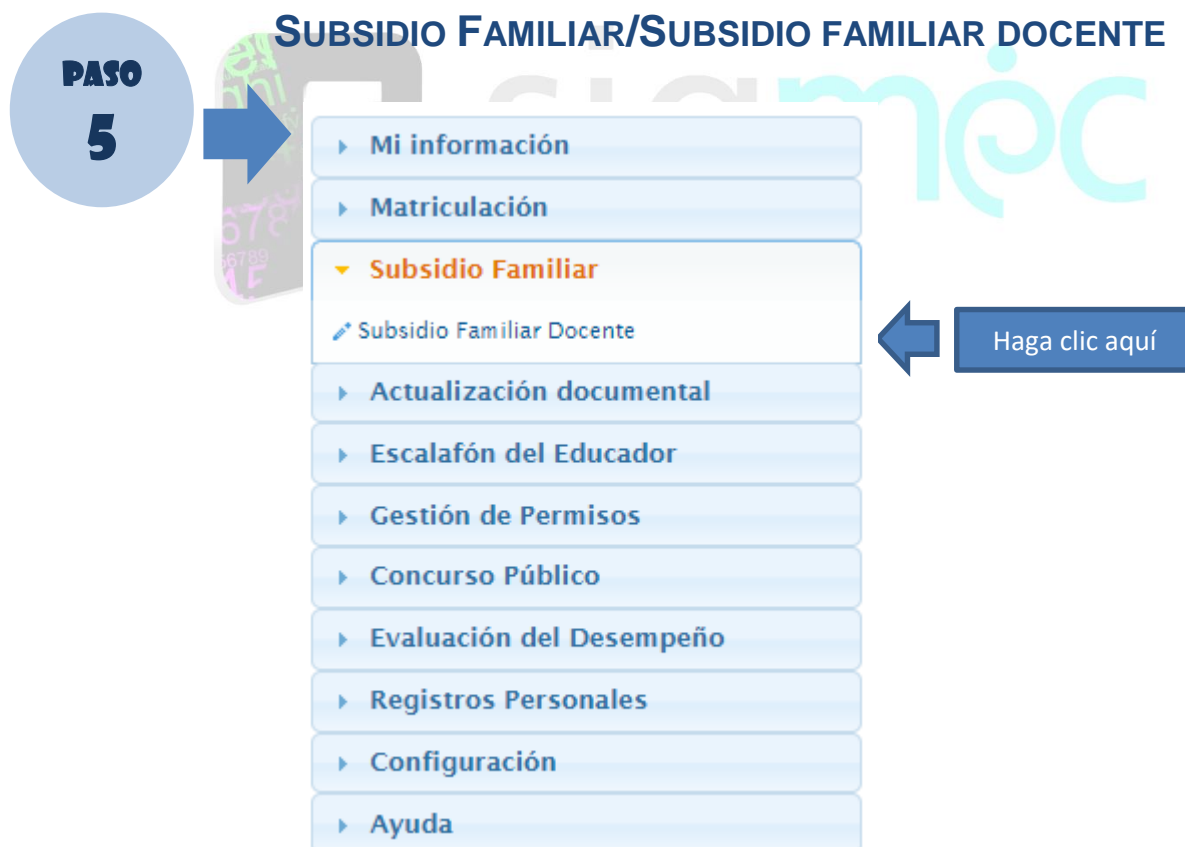 SUBSIDIO FAMILIAR/SUBSIDIO FAMILIAR DOCENTE
PASO
5
sigmec
Mi información
Matriculación
Subsidio Familiar
Subsidio Familiar Docente
Haga clic aquí
Actualización documental
Escalafón del Educador
Gestión de Permisos
Concurso Público
Evaluación del Desempeño
Registros Personales
Configuración
Ayuda